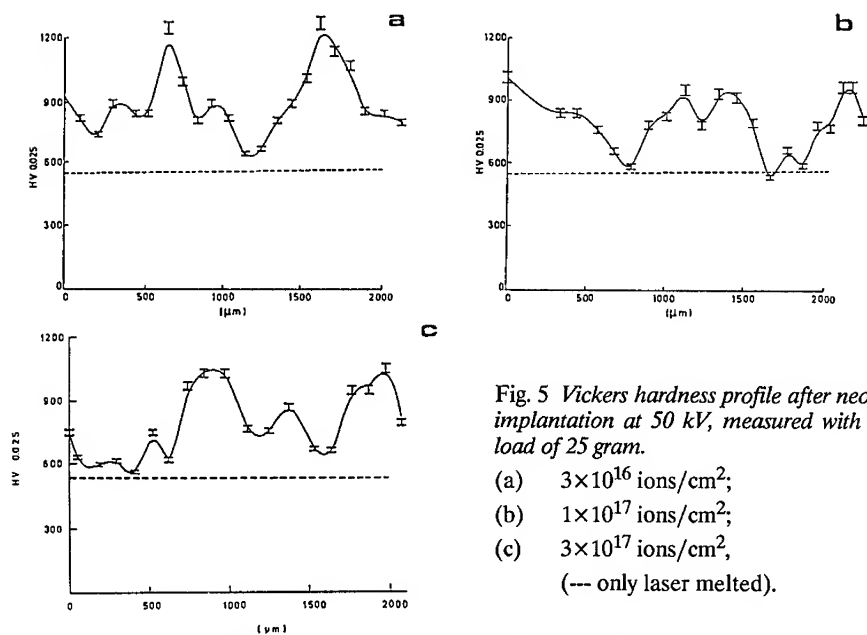 a
1200
900
600
300
0
HV 0.025
0 500 1000 1500 2000
(μm)
b
1200
900
600
300
0
HV 0.025
0 500 1000 1500 2000
(μm)
c
1200
900
600
300
HV 0.025
0 500 1000 1500 2000
(μm)
Fig. 5 Vickers hardness profile after neo
implantation at 50 kV, measured with
load of 25 gram.
(a) 3×10¹⁶ ions/cm²;
(b) 1×10¹⁷ ions/cm²;
(c) 3×10¹⁷ ions/cm²,
(--- only laser melted).